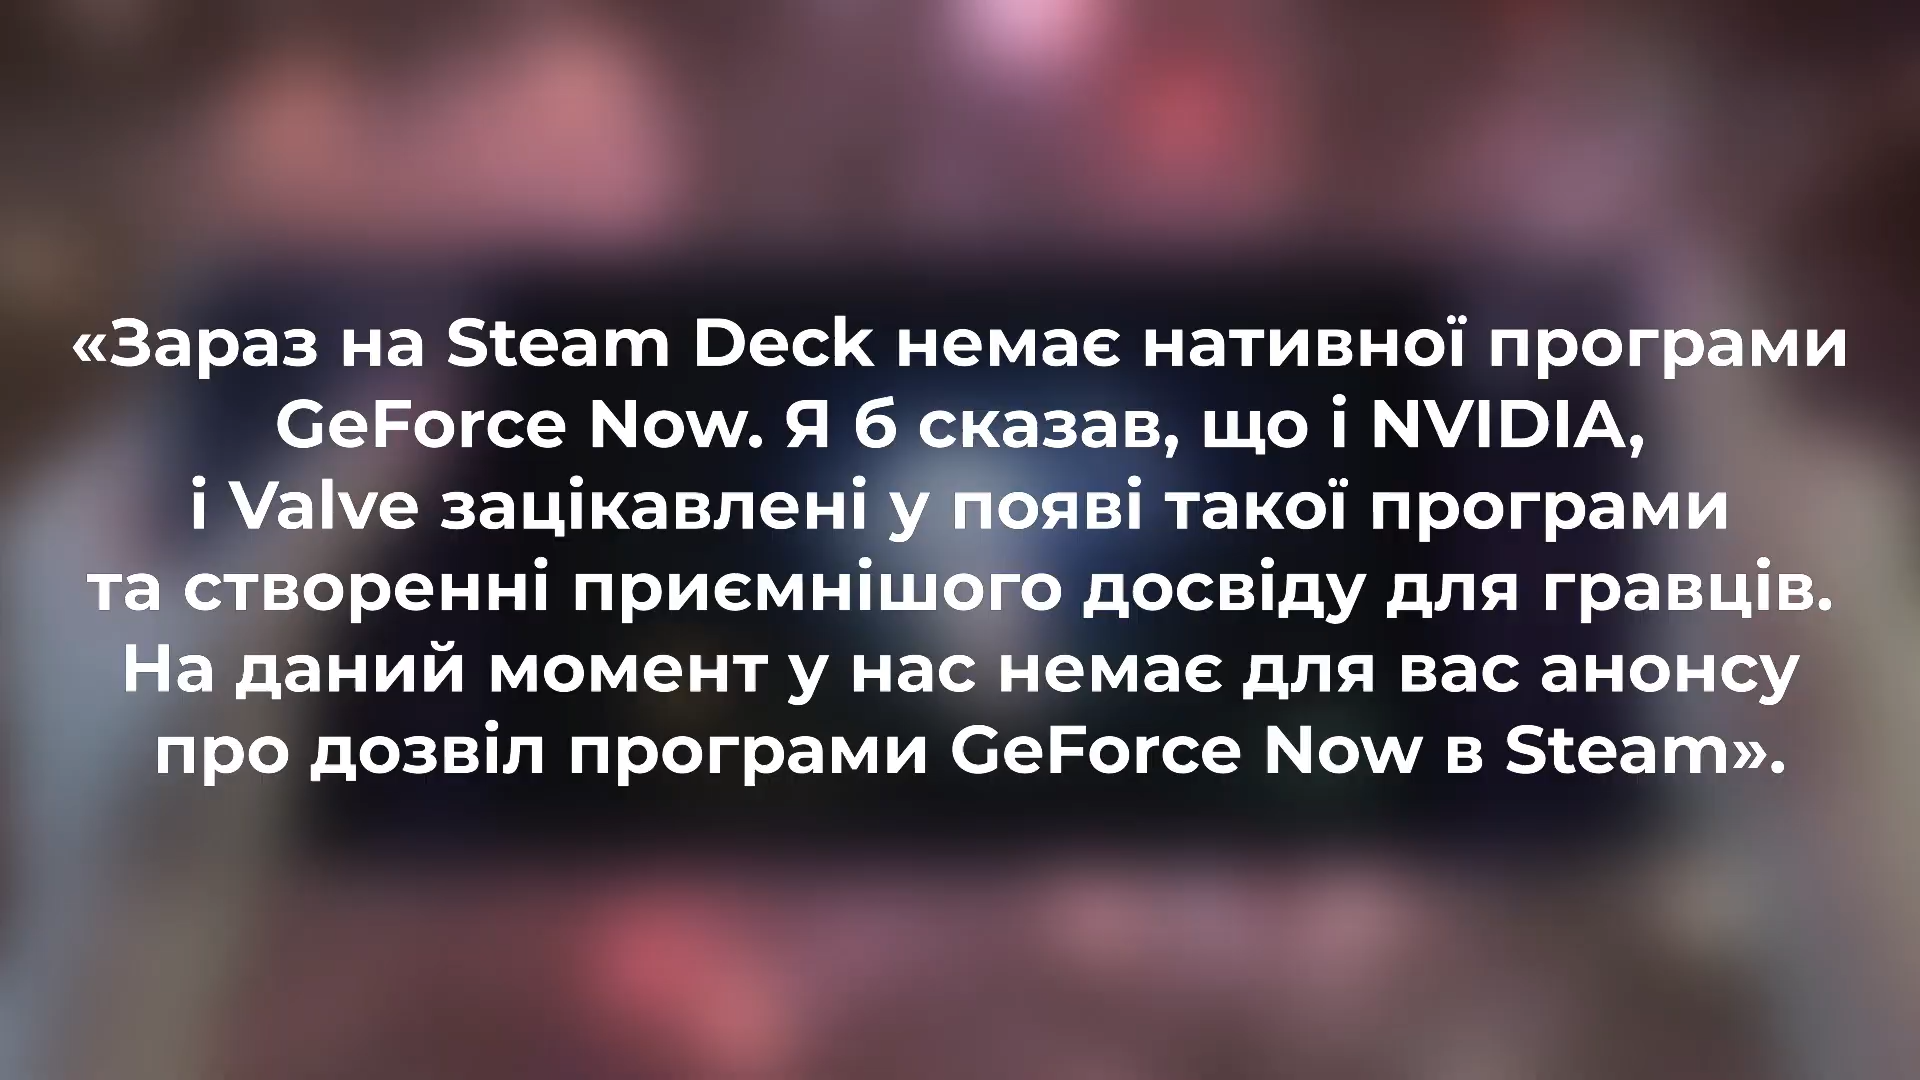 «Зараз на Steam Deck немає нативної програми
GeForce Now. Я б сказав, що і NVIDIA,
і Valve зацікавлені у появі такої програми
та створенні приємнішого досвіду для гравців.
На даний момент у нас немає для вас анонсу
про дозвіл програми GeForce Now в Steam».